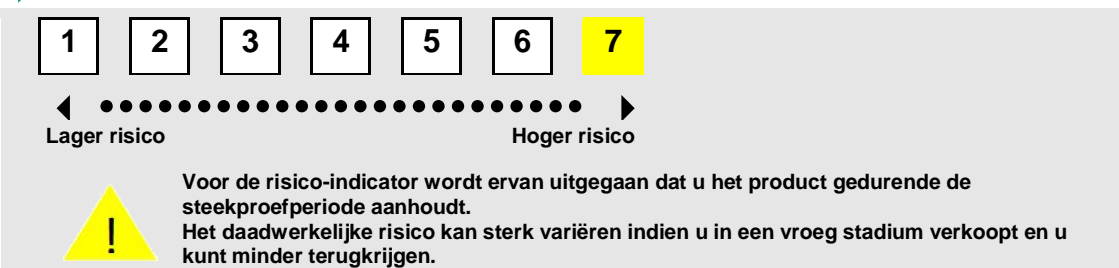 1 2 3 4 5 6 7
Lager risico Hoger risico
! Voor de risico-indicator wordt ervan uitgegaan dat u het product gedurende de
steekproefperiode aanhoudt.
Het daadwerkelijke risico kan sterk variëren indien u in een vroeg stadium verkoopt en u
kunt minder terugkrijgen.